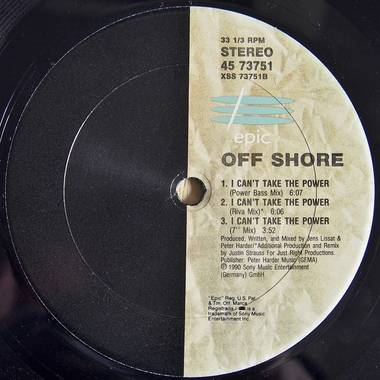 33 1/3 RPM
STEREO
45 73751
XSS 73751B
epic
OFF SHORE
1. I CAN'T TAKE THE POWER
(Power Bass Mix) 6:07
2. I CAN'T TAKE THE POWER
(Riva Mix)* 6:06
3. I CAN'T TAKE THE POWER
(7" Mix) 3:52
Produced, Written, and Mixed by Jens Lissat &
Peter Harder/*Additional Production and Remix
by Justin Strauss For Just Right Productions.
Publisher: Peter Harder Music (GEMA)
℗ 1990 Sony Music Entertainment
(Germany) GmbH
"Epic" Reg. U.S. Pat.
& Tm. Off. Marca
Registrada./ is a
trademark of Sony Music
Entertainment Inc.